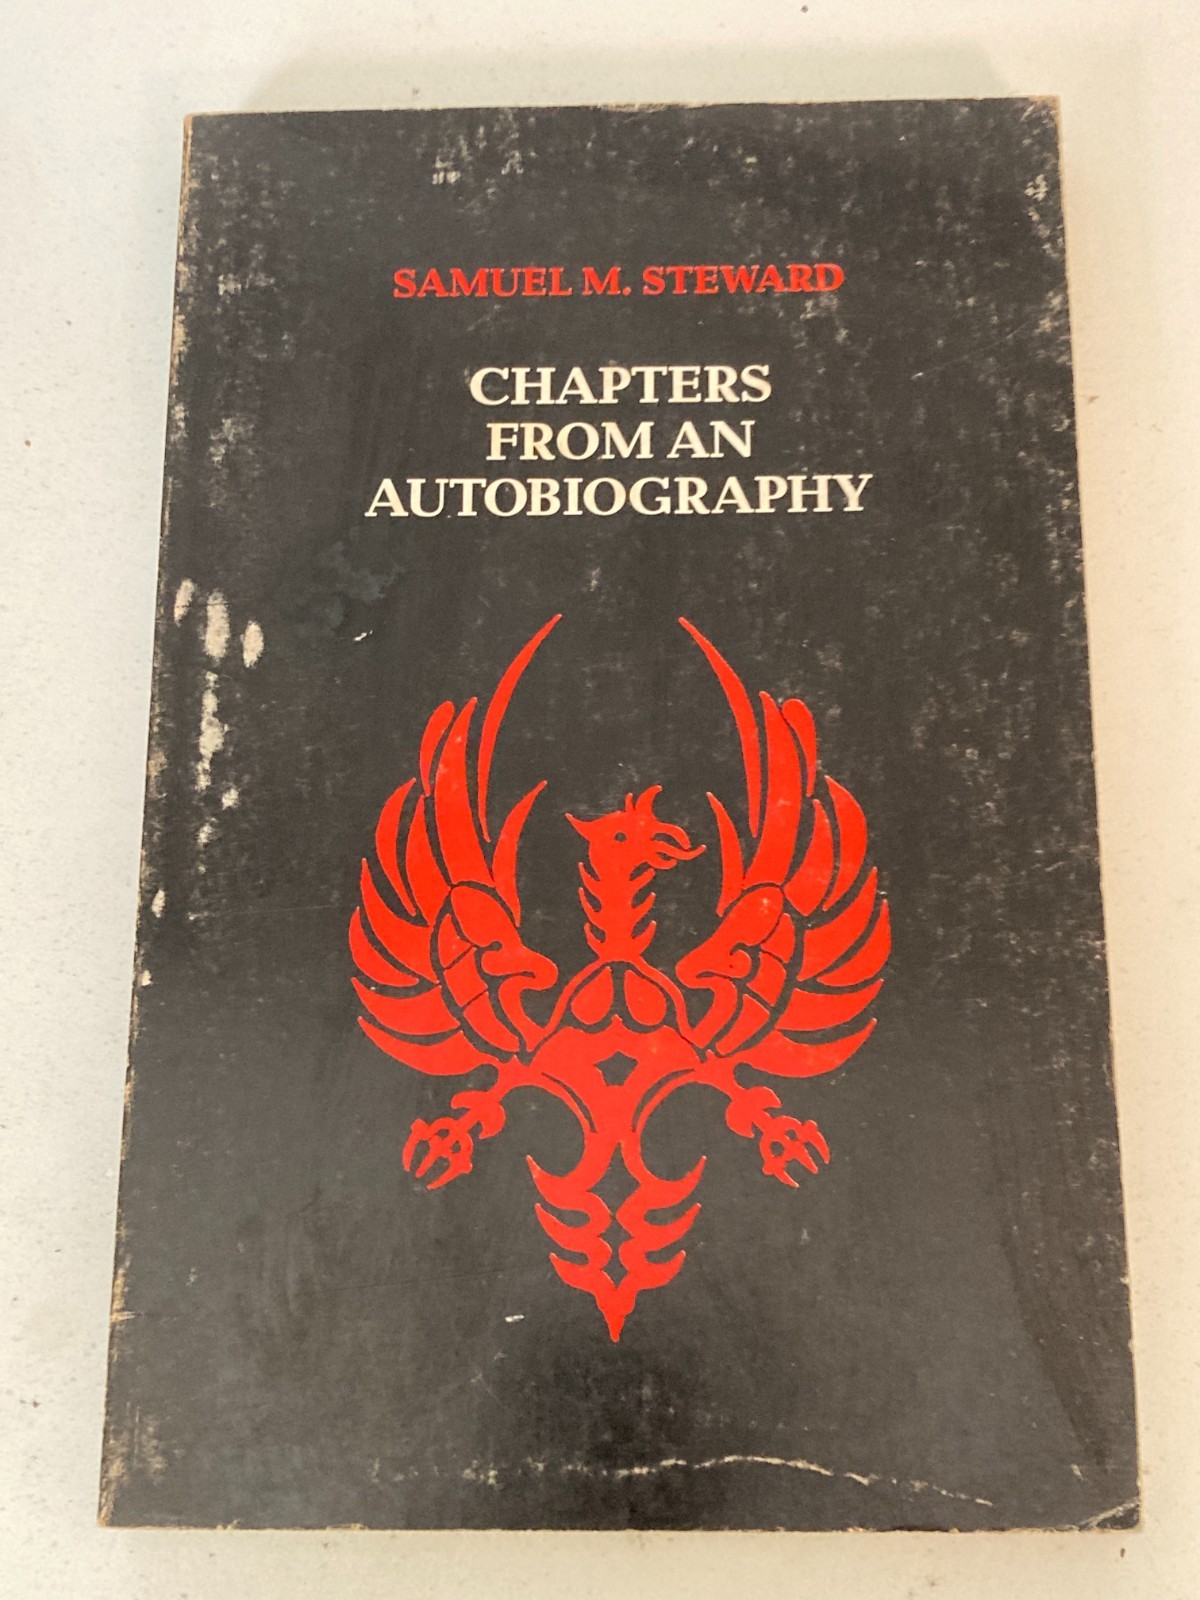 SAMUEL M. STEWARD
CHAPTERS
FROM AN
AUTOBIOGRAPHY